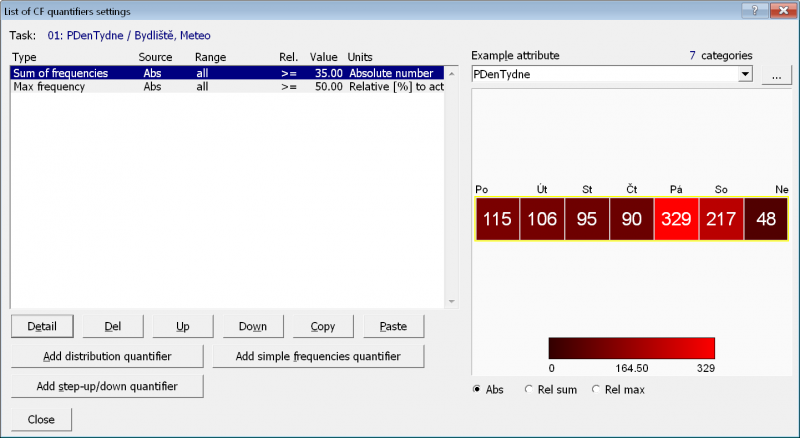 List of CF quantifiers settings
Task: 01: PDenTydne / Bydliště, Meteo
Type Source Range Rel. Value Units
Sum of frequencies Abs all >= 35.00 Absolute number
Max frequency Abs all >= 50.00 Relative [%] to act
Detail Del Up Down Copy Paste
Add distribution quantifier Add simple frequencies quantifier
Add step-up/down quantifier
Close
Example attribute 7 categories
PDenTydne ...
Po Út St Čt Pá So Ne
115 106 95 90 329 217 48
0 164.50 329
Abs Rel sum Rel max